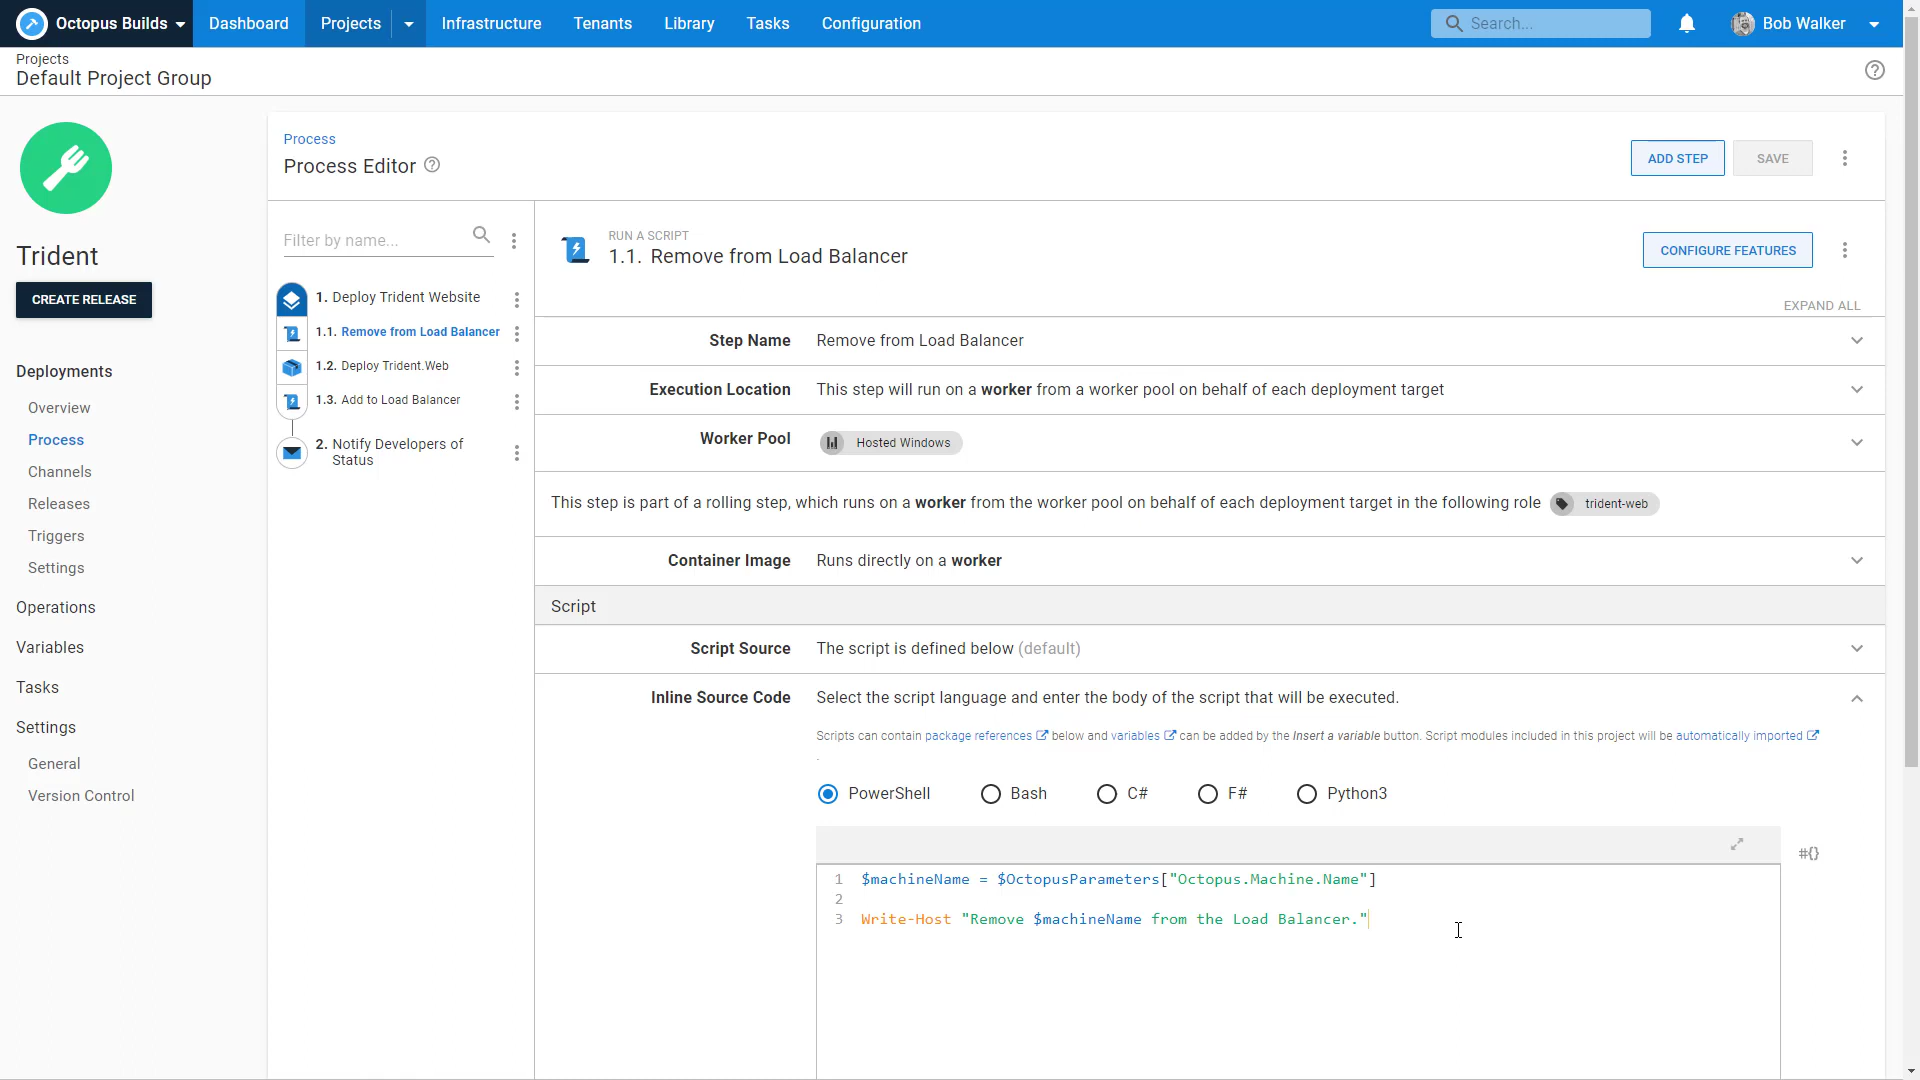 Octopus Builds
Dashboard
Projects
Infrastructure
Tenants
Library
Tasks
Configuration
Search...
Bob Walker
Projects
Default Project Group
Trident
CREATE RELEASE
Deployments
Overview
Process
Channels
Releases
Triggers
Settings
Operations
Variables
Tasks
Settings
General
Version Control
Process
Process Editor
ADD STEP
SAVE
Filter by name...
1. Deploy Trident Website
1.1. Remove from Load Balancer
1.2. Deploy Trident.Web
1.3. Add to Load Balancer
2. Notify Developers of
Status
RUN A SCRIPT
1.1. Remove from Load Balancer
CONFIGURE FEATURES
EXPAND ALL
Step Name Remove from Load Balancer
Execution Location This step will run on a worker from a worker pool on behalf of each deployment target
Worker Pool Hosted Windows
This step is part of a rolling step, which runs on a worker from the worker pool on behalf of each deployment target in the following role trident-web
Container Image Runs directly on a worker
Script
Script Source The script is defined below (default)
Inline Source Code Select the script language and enter the body of the script that will be executed.
Scripts can contain package references below and variables can be added by the Insert a variable button. Script modules included in this project will be automatically imported
.
PowerShell Bash C# F# Python3
#{}
1 $machineName = $OctopusParameters["Octopus.Machine.Name"]
2
3 Write-Host "Remove $machineName from the Load Balancer."